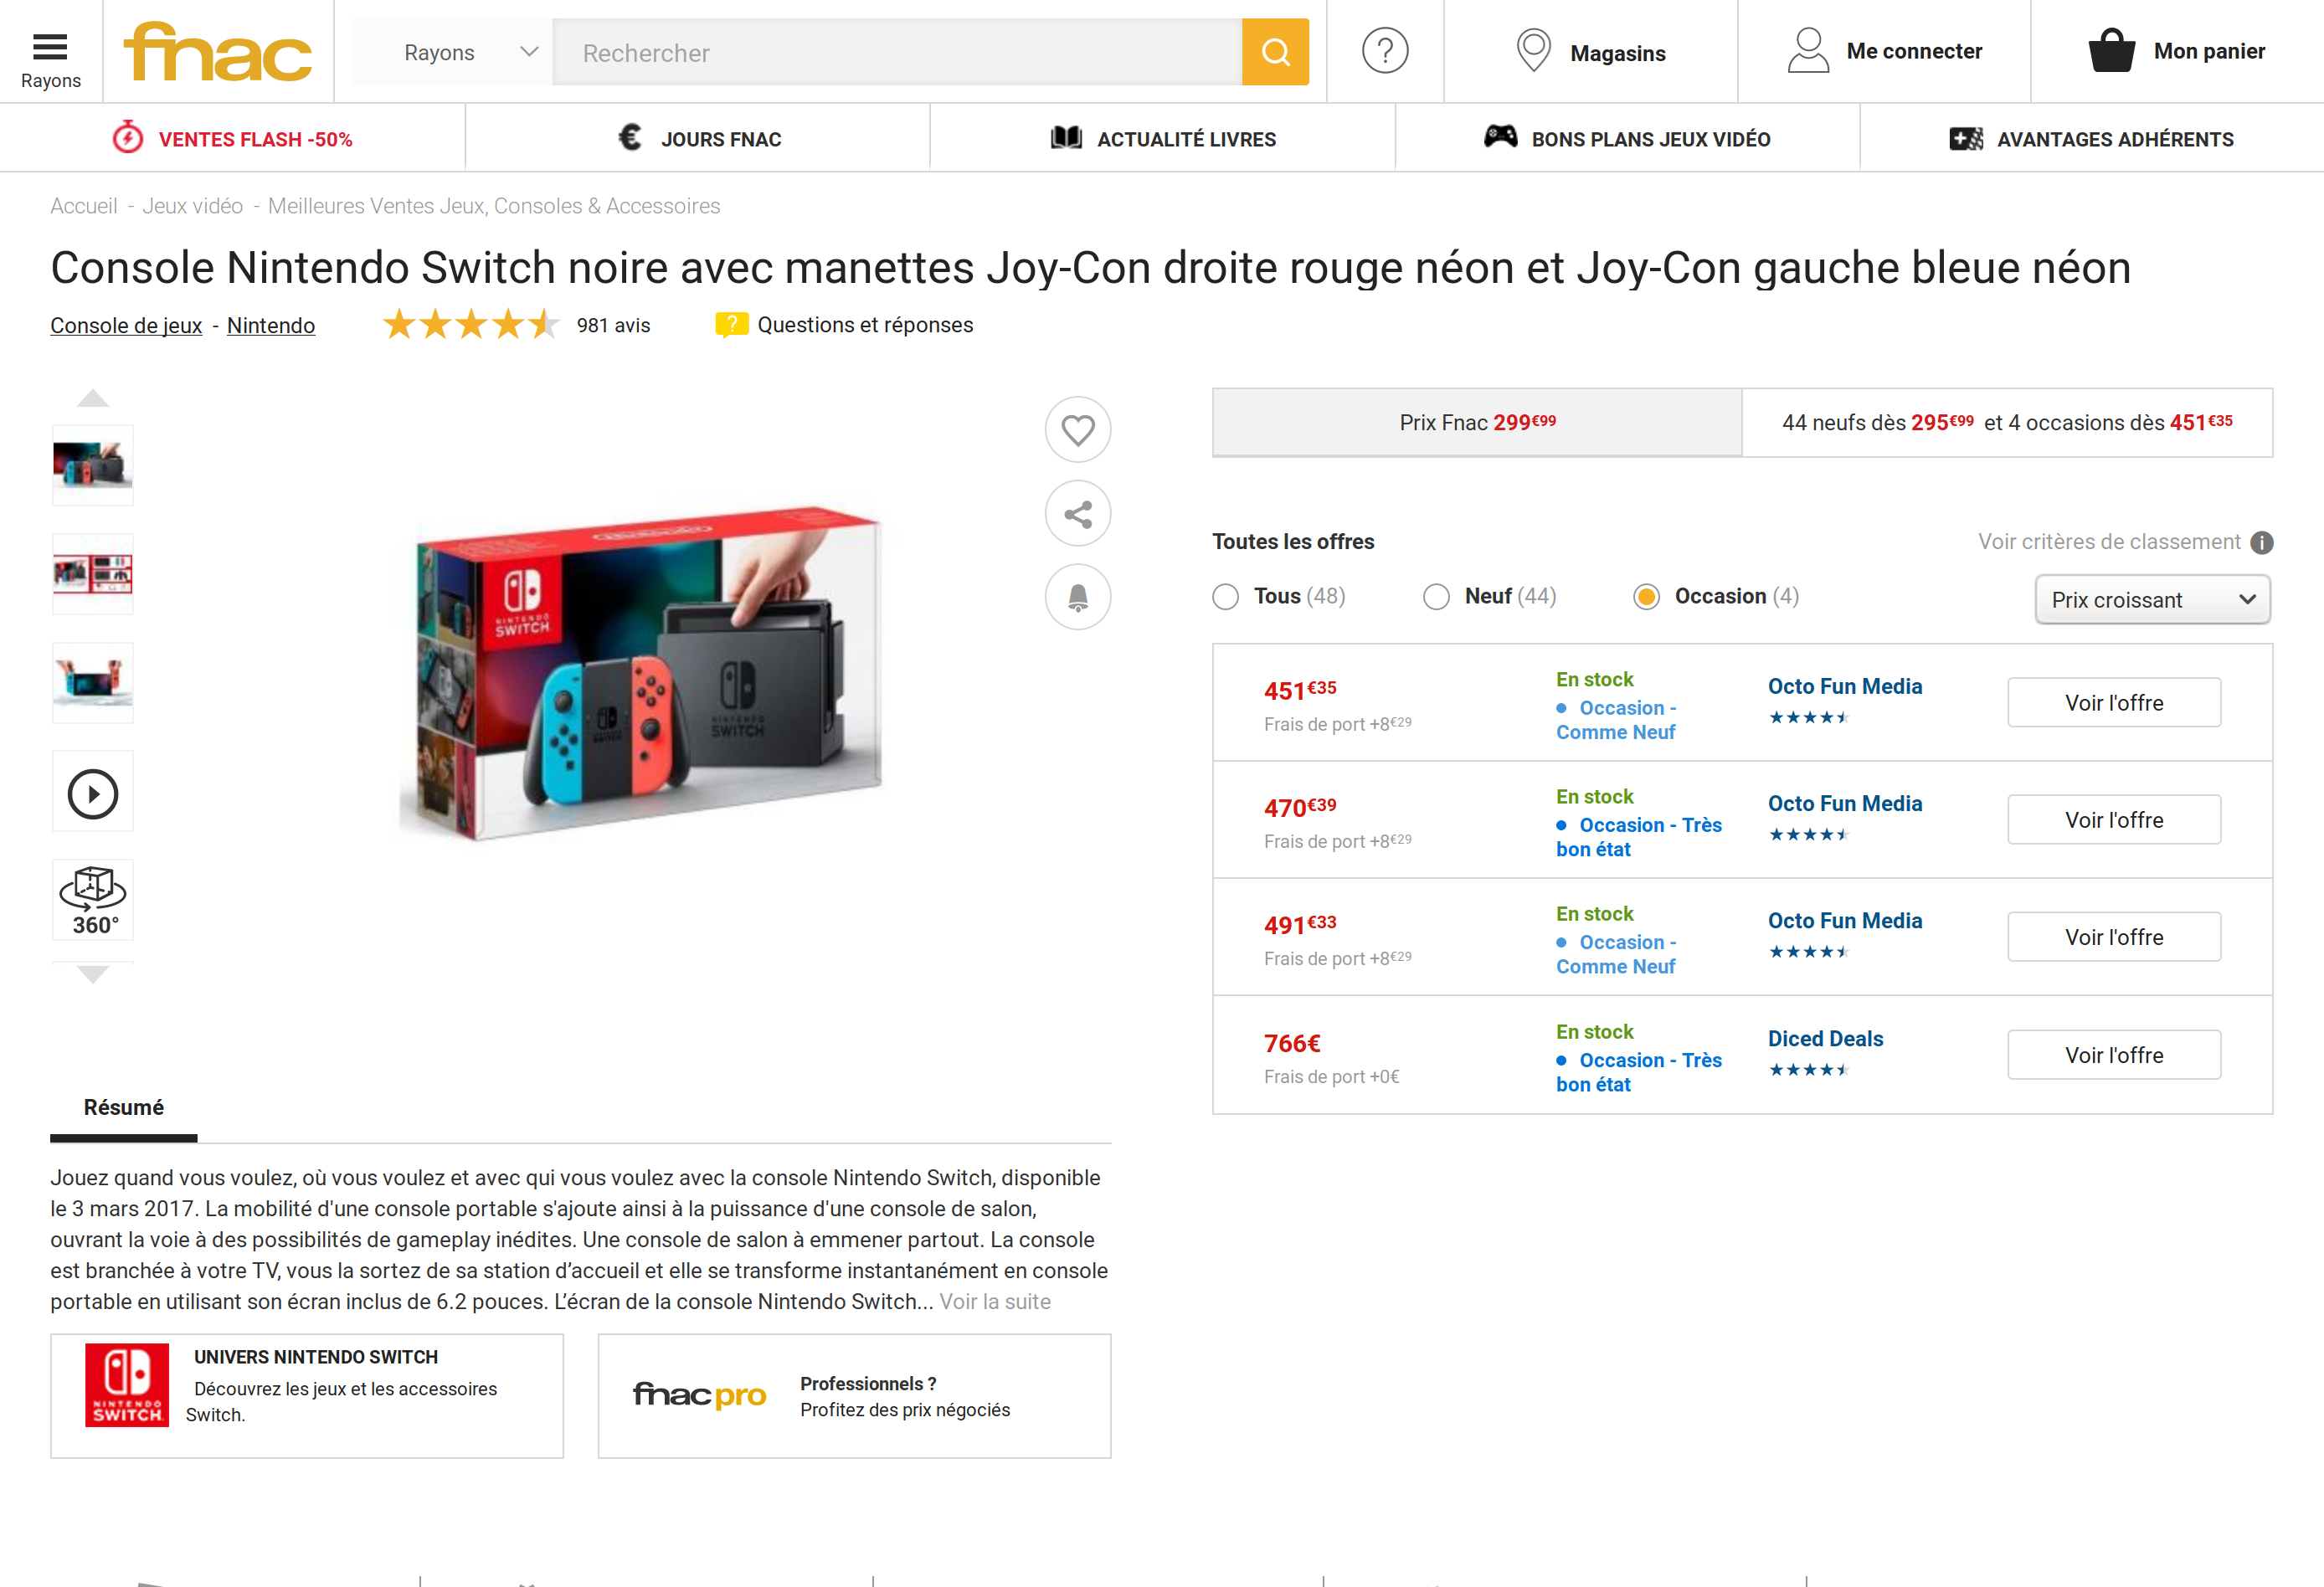 Rayons
fnac
Rayons
Rechercher
?
Magasins
Me connecter
Mon panier
VENTES FLASH -50%
€ JOURS FNAC
ACTUALITÉ LIVRES
BONS PLANS JEUX VIDÉO
AVANTAGES ADHÉRENTS
Accueil - Jeux vidéo - Meilleures Ventes Jeux, Consoles & Accessoires
Console Nintendo Switch noire avec manettes Joy-Con droite rouge néon et Joy-Con gauche bleue néon
Console de jeux - Nintendo
981 avis
? Questions et réponses
360°
NINTENDO
SWITCH
NINTENDO
SWITCH
Prix Fnac 299€99
44 neufs dès 295€99 et 4 occasions dès 451€35
Toutes les offres
Voir critères de classement i
Tous (48)
Neuf (44)
Occasion (4)
Prix croissant
451€35
Frais de port +8€29
En stock
Occasion -
Comme Neuf
Octo Fun Media
Voir l'offre
470€39
Frais de port +8€29
En stock
Occasion - Très
bon état
Octo Fun Media
Voir l'offre
491€33
Frais de port +8€29
En stock
Occasion -
Comme Neuf
Octo Fun Media
Voir l'offre
766€
Frais de port +0€
En stock
Occasion - Très
bon état
Diced Deals
Voir l'offre
Résumé
Jouez quand vous voulez, où vous voulez et avec qui vous voulez avec la console Nintendo Switch, disponible
le 3 mars 2017. La mobilité d'une console portable s'ajoute ainsi à la puissance d'une console de salon,
ouvrant la voie à des possibilités de gameplay inédites. Une console de salon à emmener partout. La console
est branchée à votre TV, vous la sortez de sa station d’accueil et elle se transforme instantanément en console
portable en utilisant son écran inclus de 6.2 pouces. L’écran de la console Nintendo Switch... Voir la suite
NINTENDO
SWITCH
UNIVERS NINTENDO SWITCH
Découvrez les jeux et les accessoires
Switch.
fnac pro
Professionnels ?
Profitez des prix négociés